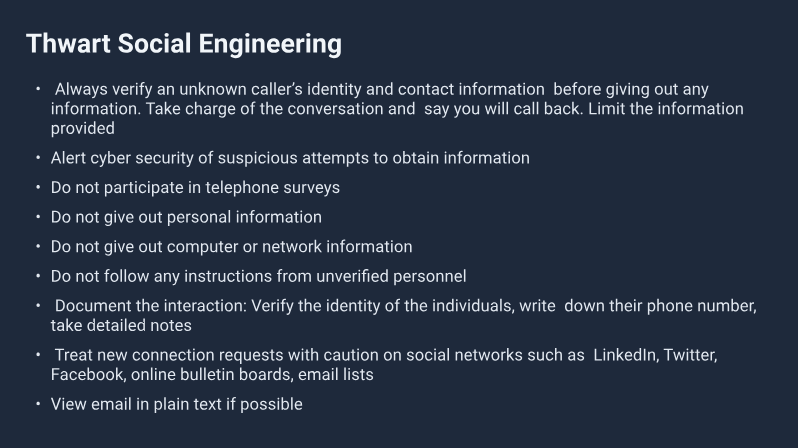 Thwart Social Engineering
• Always verify an unknown caller's identity and contact information before giving out any
information. Take charge of the conversation and say you will call back. Limit the information
provided
• Alert cyber security of suspicious attempts to obtain information
• Do not participate in telephone surveys
• Do not give out personal information
• Do not give out computer or network information
• Do not follow any instructions from unverified personnel
• Document the interaction: Verify the identity of the individuals, write down their phone number,
take detailed notes
• Treat new connection requests with caution on social networks such as LinkedIn, Twitter,
Facebook, online bulletin boards, email lists
• View email in plain text if possible